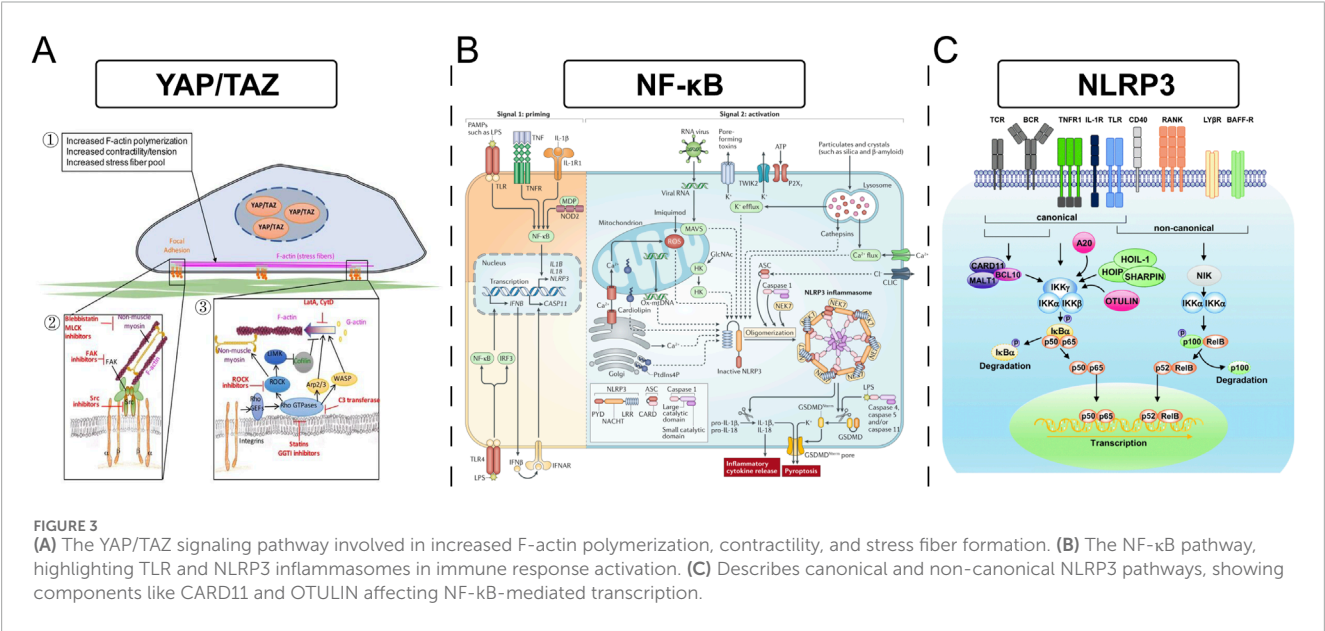 A
YAP/TAZ
①
Increased F-actin polymerization
Increased contradility/tension
Increased stress fiber pool
YAP/TAZ
YAP/TAZ
YAP/TAZ
Focal
Adhesion
F-actin (stress fibers)
②
Blebbistatin
MLCK
inhibitors
Non-muscle
myosin
F-actin
FAK
inhibitors
FAK
Src
inhibitors
Src
α
β
β
α
③
LatA, CytD
F-actin
G-actin
Non-muscle
myosin
LIMK
Cofilin
ROCK
inhibitors
ROCK
Arp2/3
WASP
Rho
GEFs
Rho GTPases
C3 transferase
Integrins
Statins
GGTI inhibitors
B
NF-κB
Signal 1: priming
Signal 2: activation
PAMPs
such as LPS
TNF
IL-1β
IL-1R1
TLR
TNFR
MDP
NOD2
NF-κB
Nucleus
IL1B
IL18
NLRP3
Transcription
IFNB
CASP11
NF-κB
IRF3
TLR4
LPS
IFNβ
IFNAR
RNA virus
Pore-
forming
toxins
ATP
Particulates and crystals
(such as silica and β-amyloid)
K⁺
TWIK2
K⁺
P2X₇
Viral RNA
Lysosome
K⁺ efflux
Imiquimod
Mitochondrion
MAVS
ROS
Cathepsins
GlcNAc
Ca²⁺ flux
Ca²⁺
Ca²⁺
HK
HK
Cl⁻
CLIC
ASC
Caspase 1
NEK7
Ca²⁺
Cardiolipin
Ox-mtDNA
NLRP3 inflammasome
NEK7
NEK7
NEK7
NEK7
NEK7
Oligomerization
Ca²⁺
Inactive NLRP3
Golgi
PtdIns4P
NLRP3
ASC
Caspase 1
PYD
LRR
CARD
Large
catalytic
domain
NACHT
Small catalytic
domain
LPS
Caspase 4,
caspase 5
and/or
caspase 11
pro-IL-1β,
pro-IL-18
IL-1β,
IL-18
K⁺
GSDMD
GSDMD
GSDMD pore
Inflammatory
cytokine release
Pyroptosis
C
NLRP3
TCR
BCR
TNFR1
IL-1R
TLR
CD40
RANK
LYβR
BAFF-R
canonical
non-canonical
A20
CARD11
BCL10
MALT1
HOIL-1
HOIP
SHARPIN
IKKγ
IKKα
IKKβ
OTULIN
NIK
IKKα
IKKα
P
IκBα
p50
p65
P
IκBα
Degradation
P
p100
RelB
p50
p65
p52
RelB
p100
Degradation
p50
p65
p52
RelB
Transcription
FIGURE 3
(A) The YAP/TAZ signaling pathway involved in increased F-actin polymerization, contractility, and stress fiber formation. (B) The NF-κB pathway,
highlighting TLR and NLRP3 inflammasomes in immune response activation. (C) Describes canonical and non-canonical NLRP3 pathways, showing
components like CARD11 and OTULIN affecting NF-kB-mediated transcription.